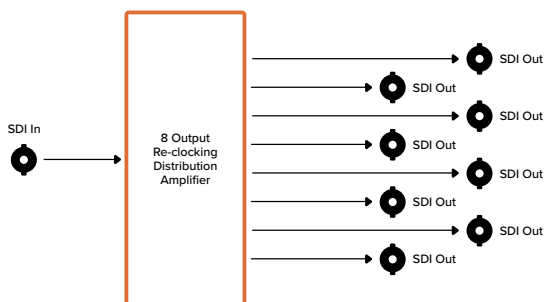 SDI In
8 Output
Re-clocking
Distribution
Amplifier
SDI Out
SDI Out
SDI Out
SDI Out
SDI Out
SDI Out
SDI Out
SDI Out